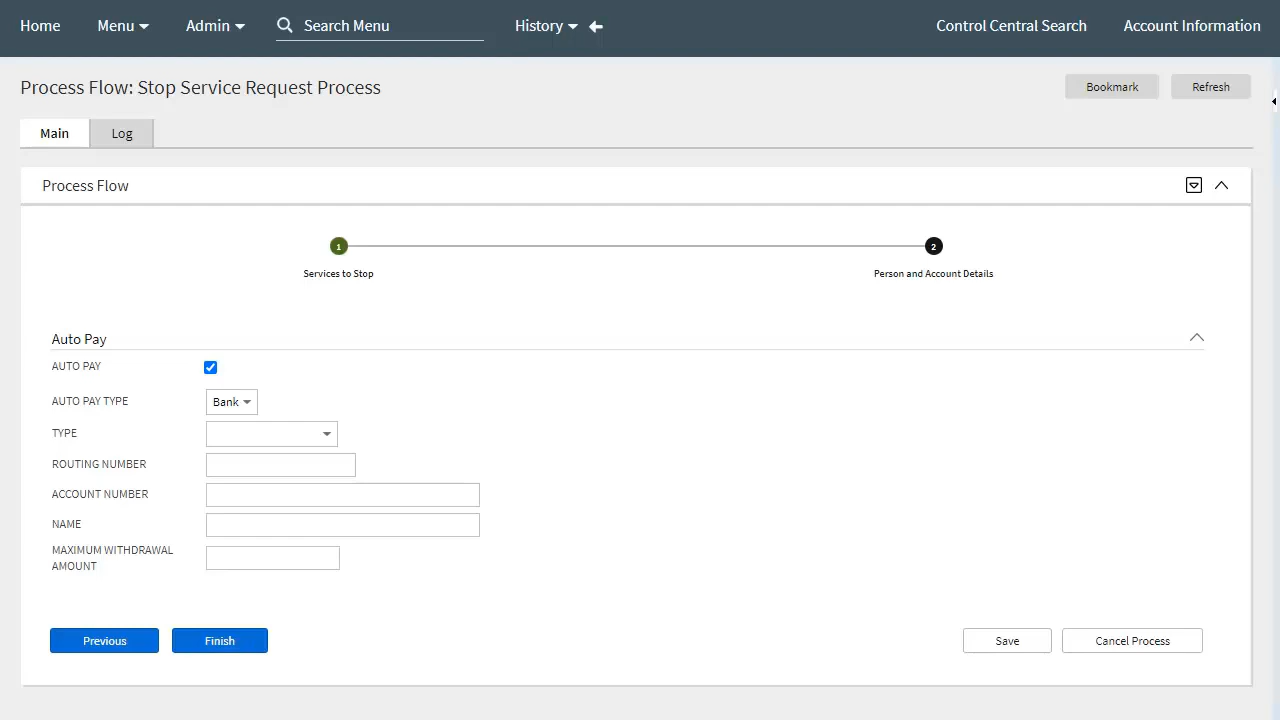 Home Menu Admin Search Menu History Control Central Search Account Information
Process Flow: Stop Service Request Process
Bookmark Refresh
Main Log
Process Flow
1 2
Services to Stop Person and Account Details
Auto Pay
AUTO PAY
AUTO PAY TYPE Bank
TYPE
ROUTING NUMBER
ACCOUNT NUMBER
NAME
MAXIMUM WITHDRAWAL
AMOUNT
Previous Finish Save Cancel Process